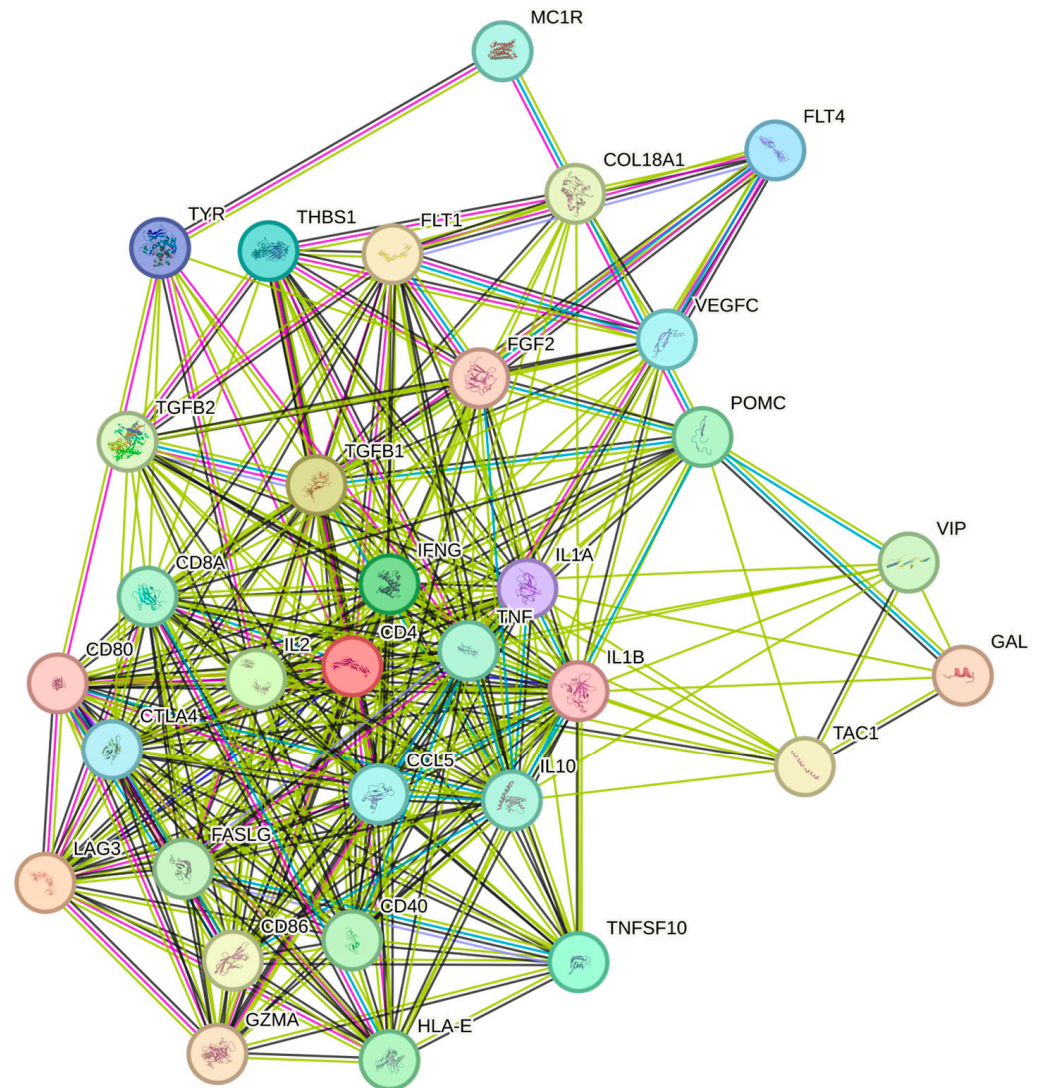 MC1R
FLT4
COL18A1
TYR
THBS1
FLT1
VEGFC
FGF2
POMC
TGFB2
TGFB1
VIP
IFNG
IL1A
CD8A
TNF
CD4
IL2
CD80
IL1B
GAL
CTLA4
TAC1
CCL5
IL10
FASLG
LAG3
CD40
CD86
TNFSF10
GZMA
HLA-E